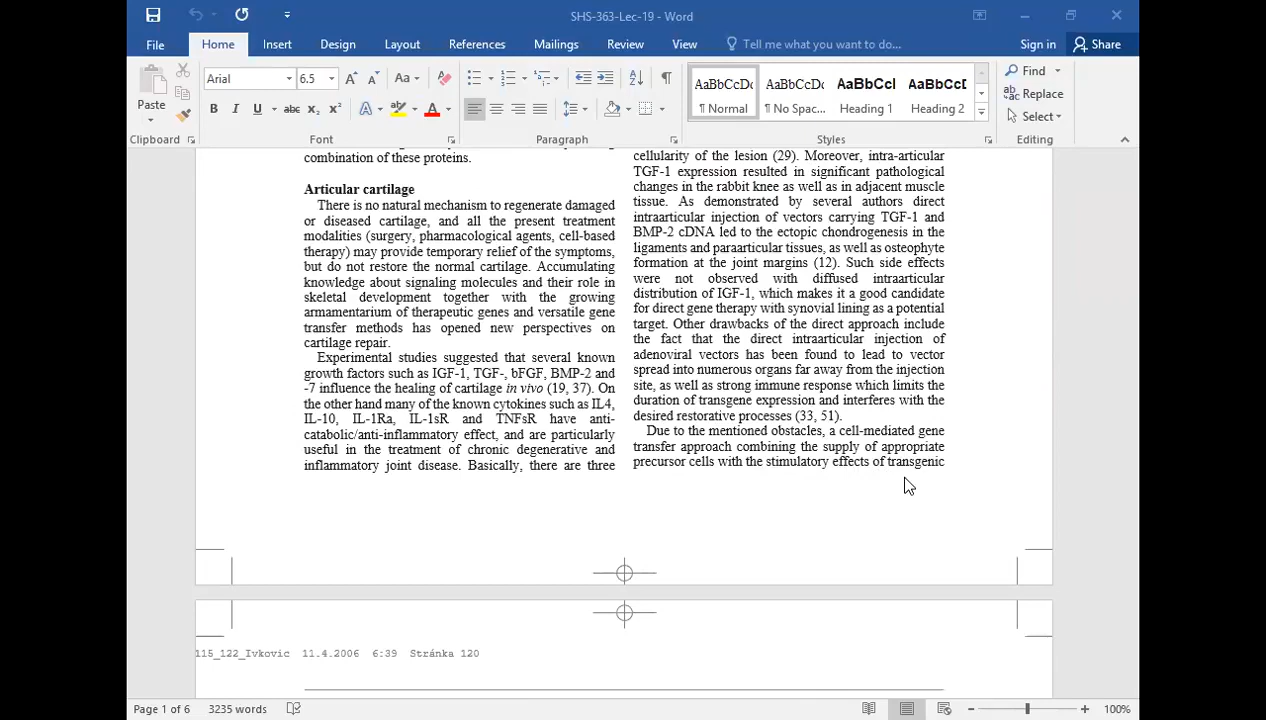 SHS-363-Lec-19 - Word
File Home Insert Design Layout References Mailings Review View Tell me what you want to do... Sign in Share
Paste
Arial 6.5
AaBbCcDc AaBbCcDc AaBbCc AaBbCcD
¶ Normal ¶ No Spac... Heading 1 Heading 2
Find
Replace
Select
Clipboard Font Paragraph Styles Editing
combination of these proteins.
Articular cartilage
There is no natural mechanism to regenerate damaged
or diseased cartilage, and all the present treatment
modalities (surgery, pharmacological agents, cell-based
therapy) may provide temporary relief of the symptoms,
but do not restore the normal cartilage. Accumulating
knowledge about signaling molecules and their role in
skeletal development together with the growing
armamentarium of therapeutic genes and versatile gene
transfer methods has opened new perspectives on
cartilage repair.
Experimental studies suggested that several known
growth factors such as IGF-1, TGF-, bFGF, BMP-2 and
-7 influence the healing of cartilage in vivo (19, 37). On
the other hand many of the known cytokines such as IL4,
IL-10, IL-1Ra, IL-1sR and TNFsR have anti-
catabolic/anti-inflammatory effect, and are particularly
useful in the treatment of chronic degenerative and
inflammatory joint disease. Basically, there are three
cellularity of the lesion (29). Moreover, intra-articular
TGF-1 expression resulted in significant pathological
changes in the rabbit knee as well as in adjacent muscle
tissue. As demonstrated by several authors direct
intraarticular injection of vectors carrying TGF-1 and
BMP-2 cDNA led to the ectopic chondrogenesis in the
ligaments and paraarticular tissues, as well as osteophyte
formation at the joint margins (12). Such side effects
were not observed with diffused intraarticular
distribution of IGF-1, which makes it a good candidate
for direct gene therapy with synovial lining as a potential
target. Other drawbacks of the direct approach include
the fact that the direct intraarticular injection of
adenoviral vectors has been found to lead to vector
spread into numerous organs far away from the injection
site, as well as strong immune response which limits the
duration of transgene expression and interferes with the
desired restorative processes (33, 51).
Due to the mentioned obstacles, a cell-mediated gene
transfer approach combining the supply of appropriate
precursor cells with the stimulatory effects of transgenic
115_122_Ivkovic 11.4.2006 6:39 Stránka 120
Page 1 of 6 3235 words 100%